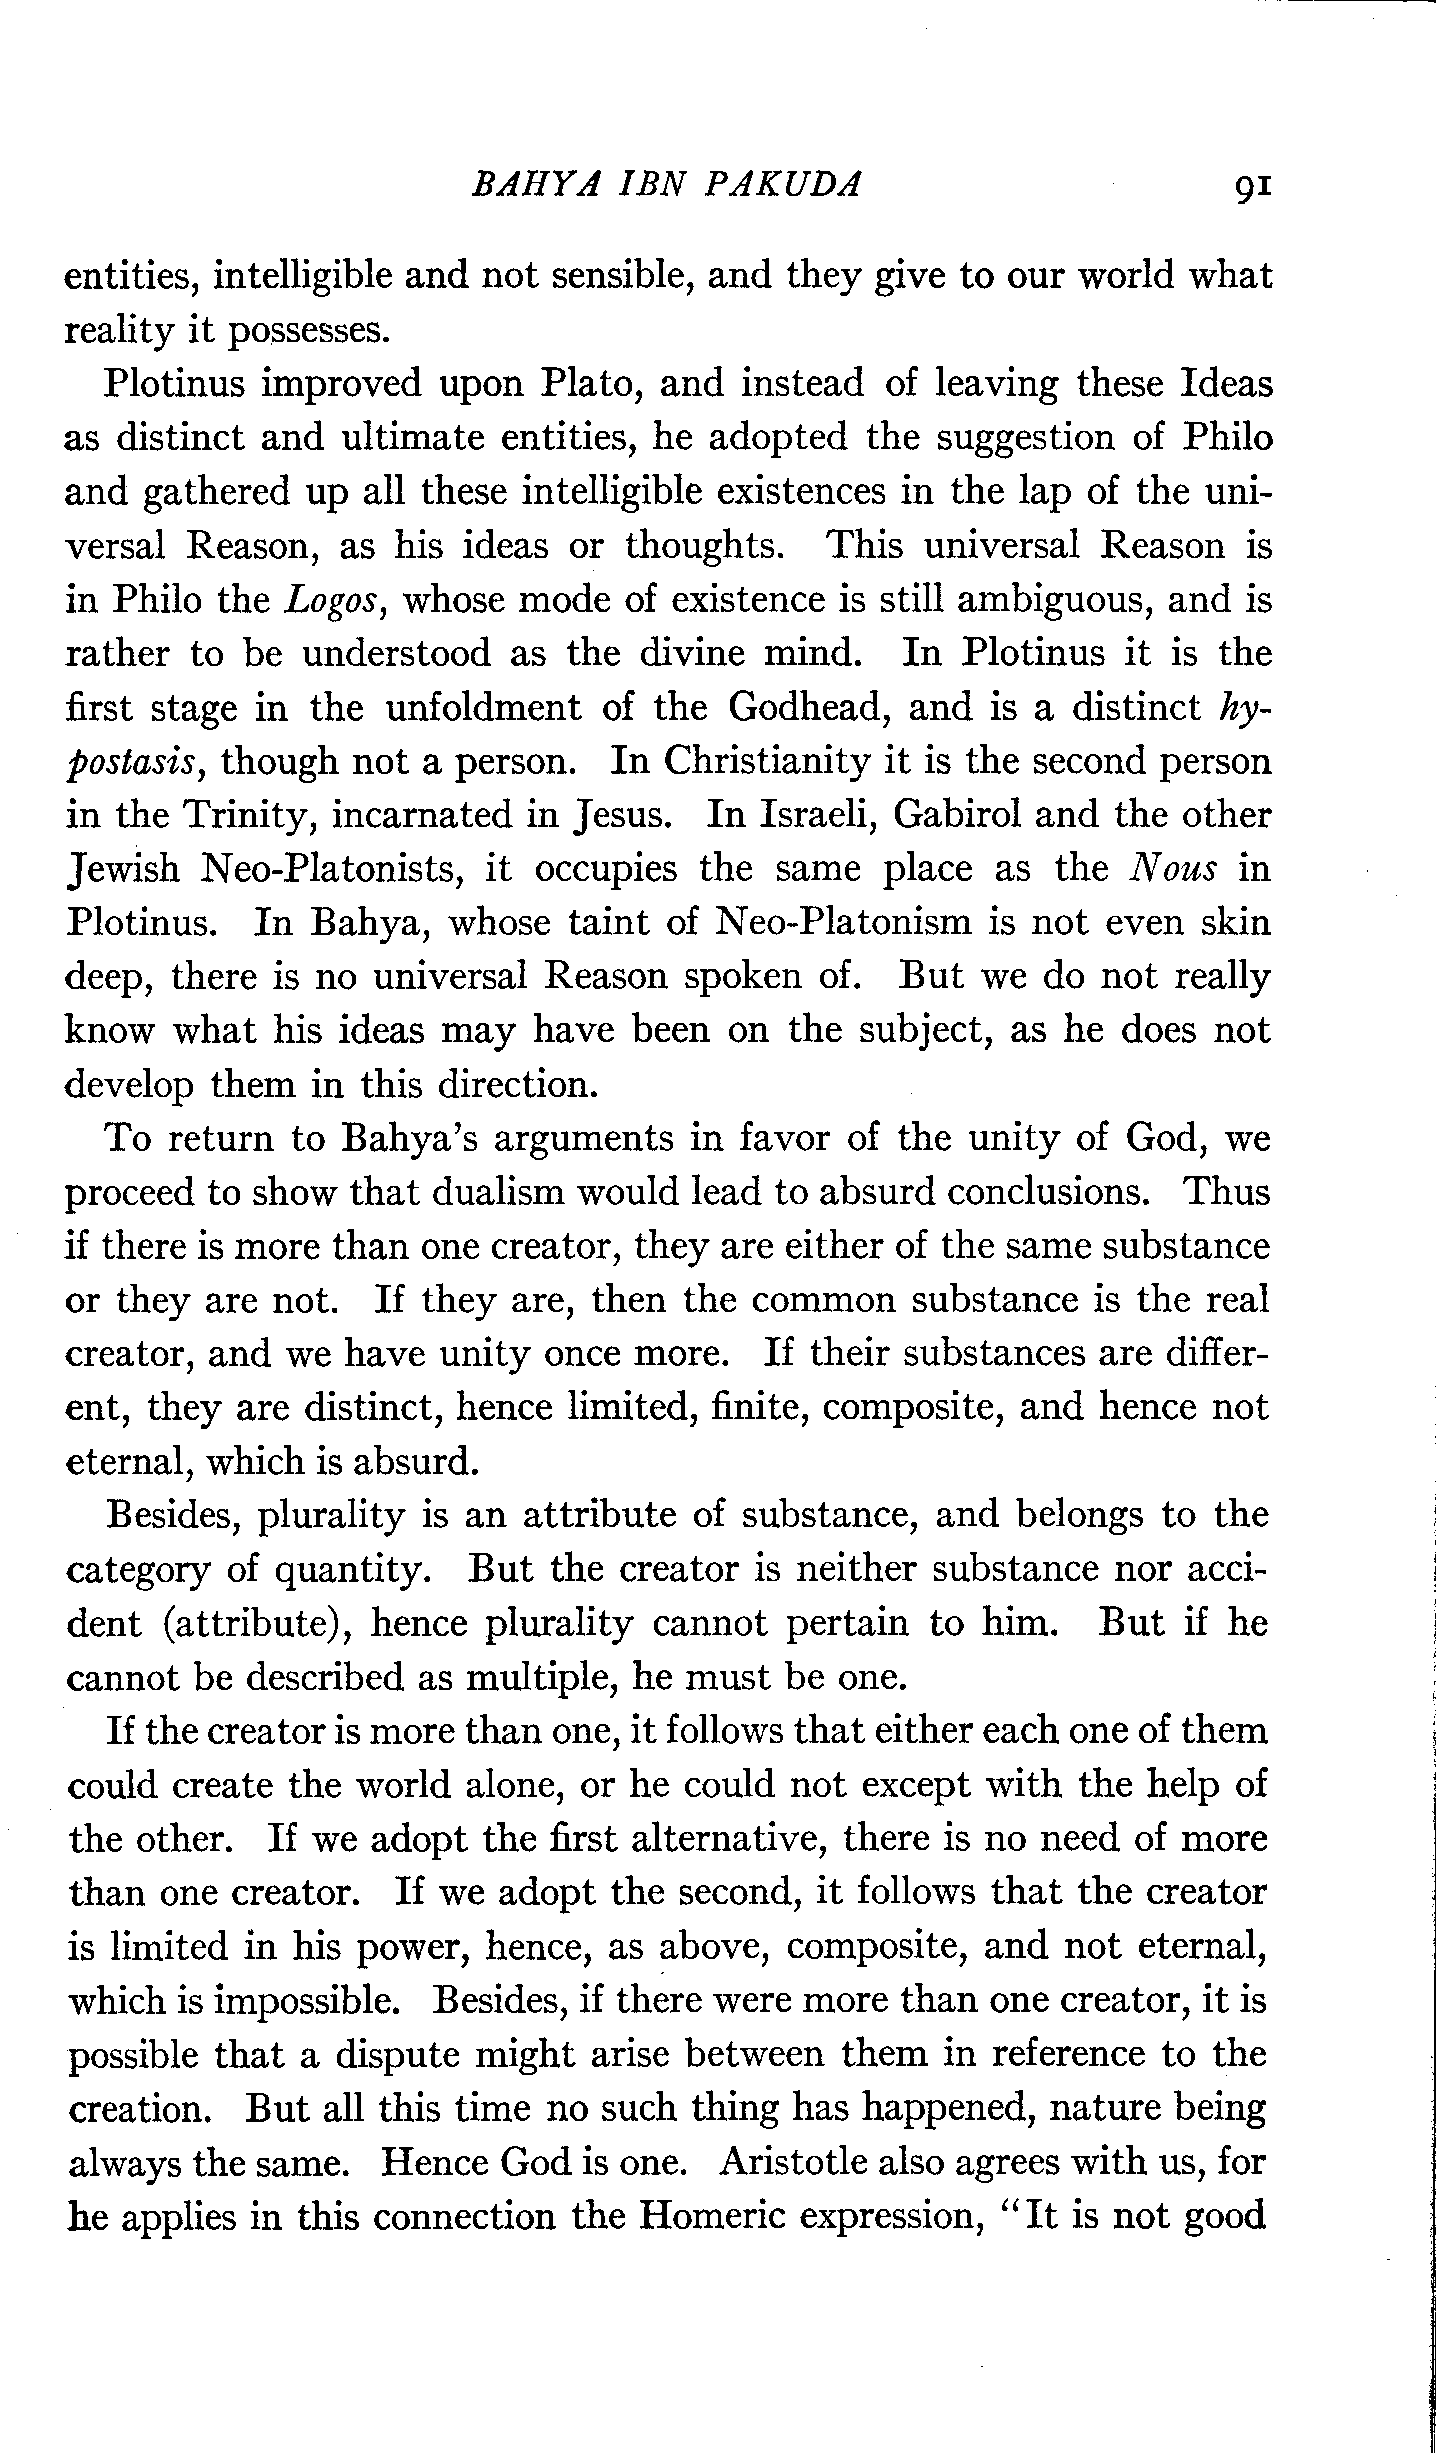 BAHYA IBN PAKUDA 91
entities, intelligible and not sensible, and they give to our world what
reality it possesses.
Plotinus improved upon Plato, and instead of leaving these Ideas
as distinct and ultimate entities, he adopted the suggestion of Philo
and gathered up all these intelligible existences in the lap of the uni-
versal Reason, as his ideas or thoughts. This universal Reason is
in Philo the Logos, whose mode of existence is still ambiguous, and is
rather to be understood as the divine mind. In Plotinus it is the
first stage in the unfoldment of the Godhead, and is a distinct hy-
postasis, though not a person. In Christianity it is the second person
in the Trinity, incarnated in Jesus. In Israeli, Gabirol and the other
Jewish Neo-Platonists, it occupies the same place as the Nous in
Plotinus. In Bahya, whose taint of Neo-Platonism is not even skin
deep, there is no universal Reason spoken of. But we do not really
know what his ideas may have been on the subject, as he does not
develop them in this direction.
To return to Bahya's arguments in favor of the unity of God, we
proceed to show that dualism would lead to absurd conclusions. Thus
if there is more than one creator, they are either of the same substance
or they are not. If they are, then the common substance is the real
creator, and we have unity once more. If their substances are differ-
ent, they are distinct, hence limited, finite, composite, and hence not
eternal, which is absurd.
Besides, plurality is an attribute of substance, and belongs to the
category of quantity. But the creator is neither substance nor acci-
dent (attribute), hence plurality cannot pertain to him. But if he
cannot be described as multiple, he must be one.
If the creator is more than one, it follows that either each one of them
could create the world alone, or he could not except with the help of
the other. If we adopt the first alternative, there is no need of more
than one creator. If we adopt the second, it follows that the creator
is limited in his power, hence, as above, composite, and not eternal,
which is impossible. Besides, if there were more than one creator, it is
possible that a dispute might arise between them in reference to the
creation. But all this time no such thing has happened, nature being
always the same. Hence God is one. Aristotle also agrees with us, for
he applies in this connection the Homeric expression, "It is not good